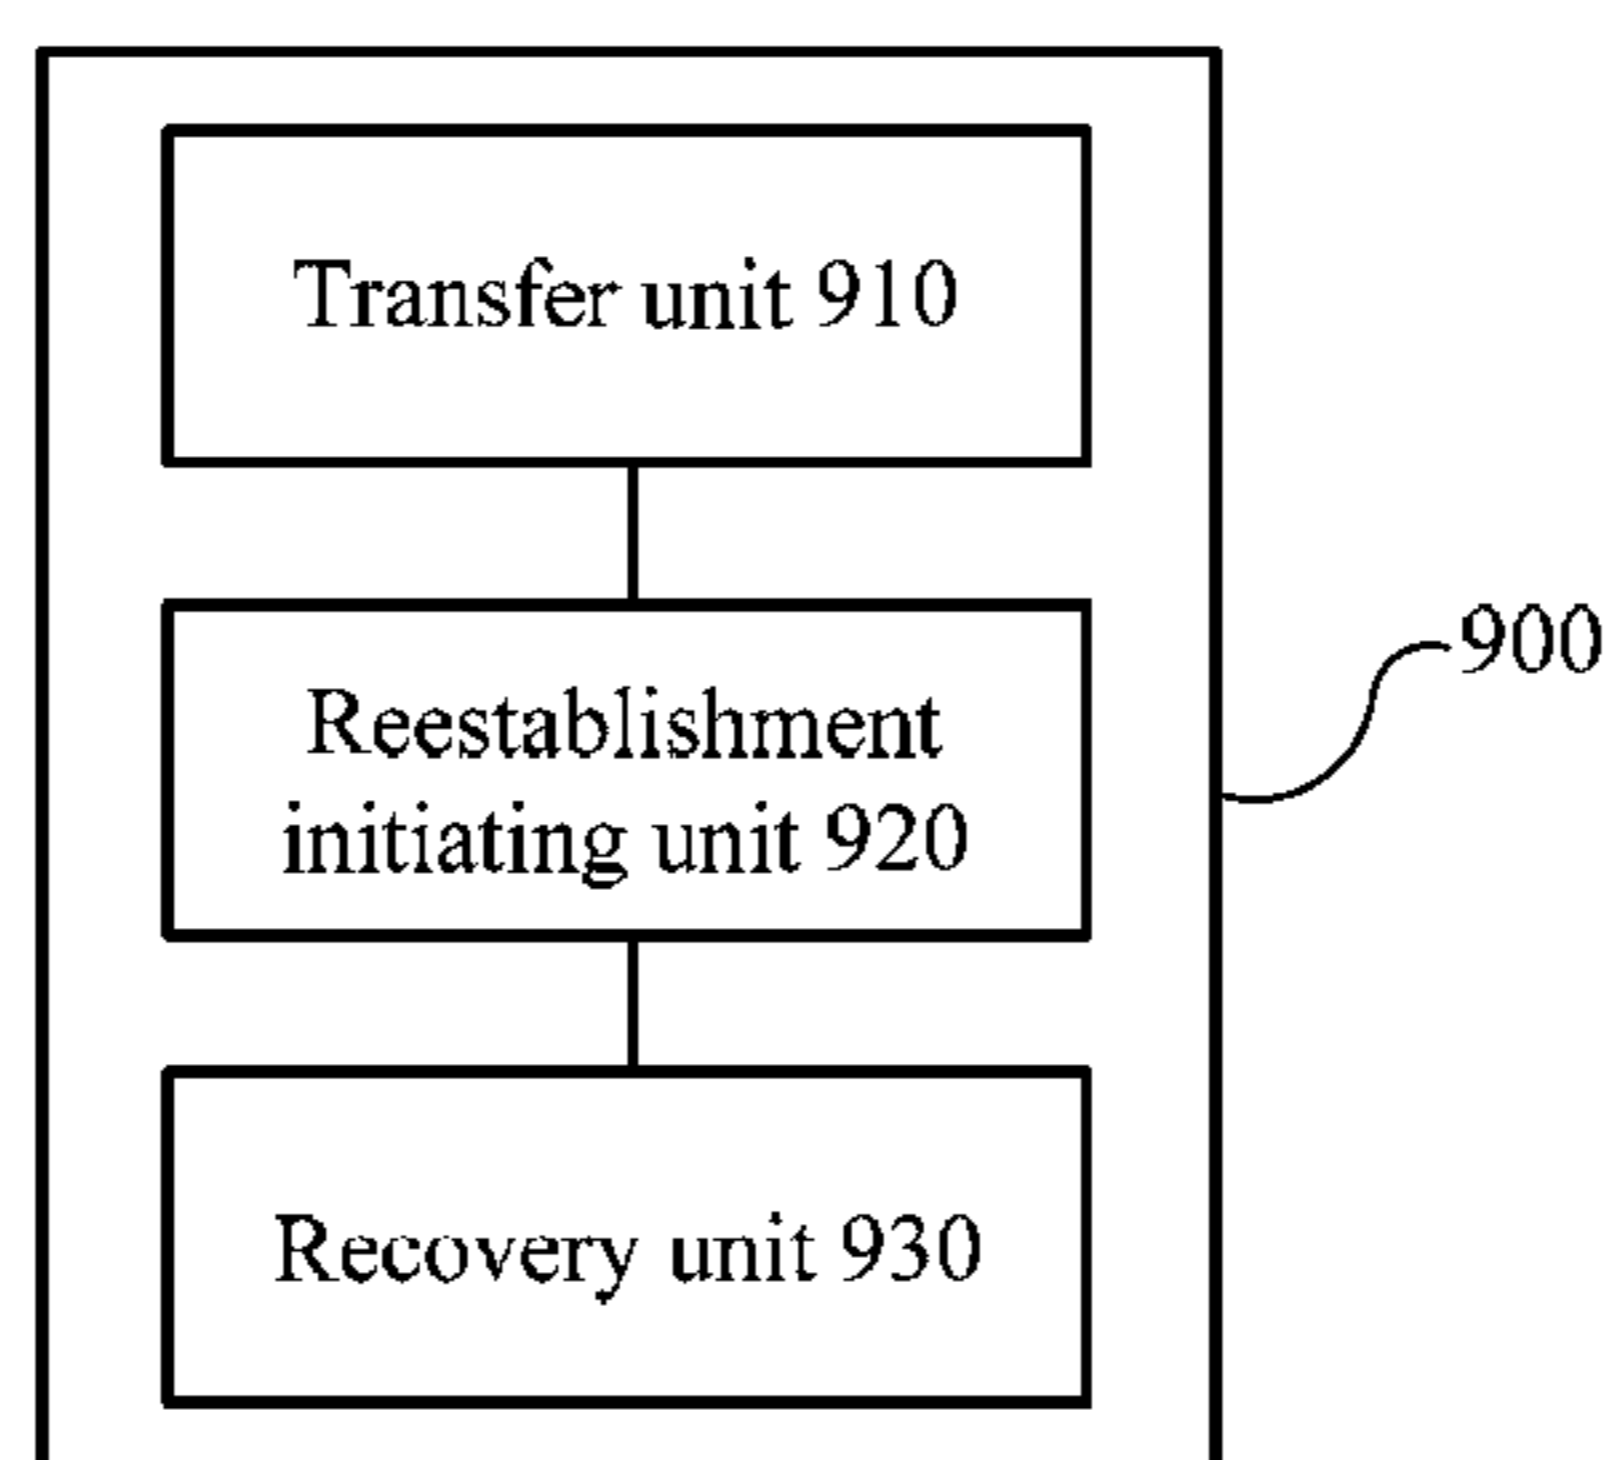 Transfer unit 910
Reestablishment
initiating unit 920
900
Recovery unit 930